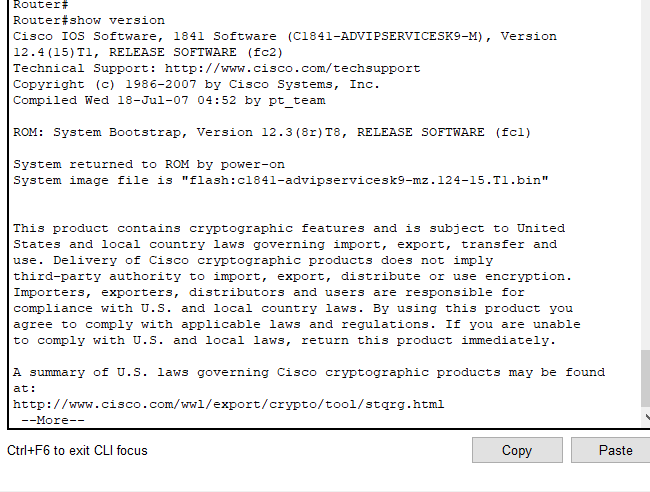 Router#
Router#show version
Cisco IOS Software, 1841 Software (C1841-ADVIPSERVICESK9-M), Version
12.4(15)T1, RELEASE SOFTWARE (fc2)
Technical Support: http://www.cisco.com/techsupport
Copyright (c) 1986-2007 by Cisco Systems, Inc.
Compiled Wed 18-Jul-07 04:52 by pt_team
ROM: System Bootstrap, Version 12.3(8r)T8, RELEASE SOFTWARE (fc1)
System returned to ROM by power-on
System image file is "flash:c1841-advipservicesk9-mz.124-15.T1.bin"
This product contains cryptographic features and is subject to United
States and local country laws governing import, export, transfer and
use. Delivery of Cisco cryptographic products does not imply
third-party authority to import, export, distribute or use encryption.
Importers, exporters, distributors and users are responsible for
compliance with U.S. and local country laws. By using this product you
agree to comply with applicable laws and regulations. If you are unable
to comply with U.S. and local laws, return this product immediately.
A summary of U.S. laws governing Cisco cryptographic products may be found
at:
http://www.cisco.com/wwl/export/crypto/tool/stqrg.html
--More--
Ctrl+F6 to exit CLI focus
Copy
Paste